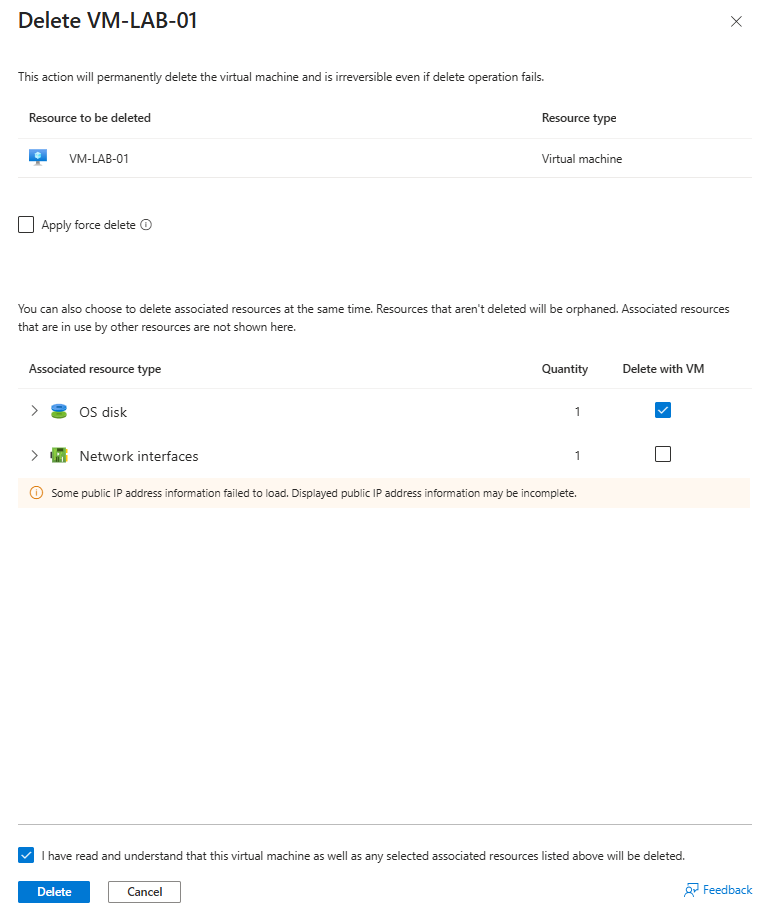 Delete VM-LAB-01
This action will permanently delete the virtual machine and is irreversible even if delete operation fails.
Resource to be deleted Resource type
VM-LAB-01 Virtual machine
Apply force delete
You can also choose to delete associated resources at the same time. Resources that aren't deleted will be orphaned. Associated resources
that are in use by other resources are not shown here.
Associated resource type Quantity Delete with VM
OS disk 1
Network interfaces 1
Some public IP address information failed to load. Displayed public IP address information may be incomplete.
I have read and understand that this virtual machine as well as any selected associated resources listed above will be deleted.
Delete Cancel Feedback